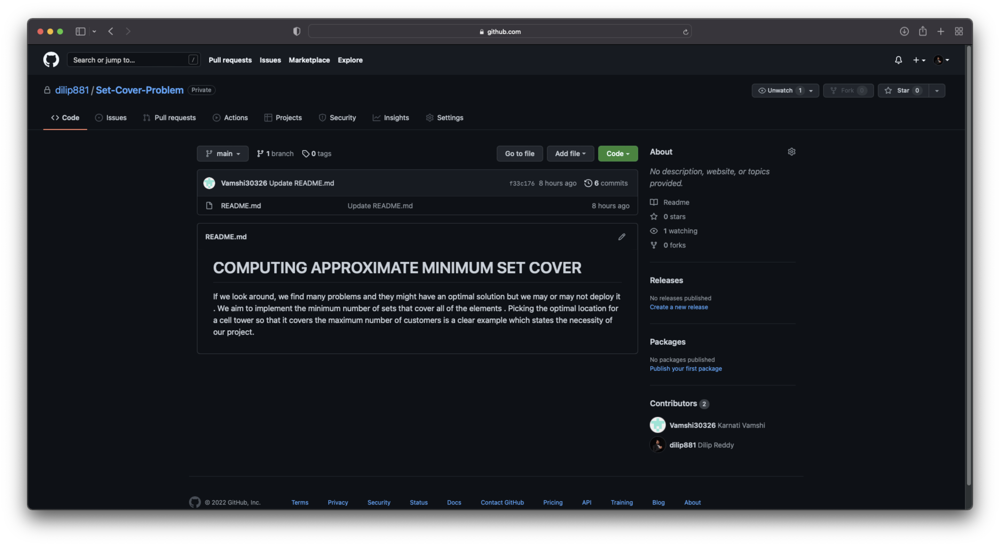 github.com
Search or jump to... / Pull requests Issues Marketplace Explore
dilip881 / Set-Cover-Problem Private Unwatch 1 Fork 0 Star 0
Code Issues Pull requests Actions Projects Security Insights Settings
main 1 branch 0 tags Go to file Add file Code
Vamshi30326 Update README.md f33c176 8 hours ago 6 commits
README.md Update README.md 8 hours ago
README.md
COMPUTING APPROXIMATE MINIMUM SET COVER
If we look around, we find many problems and they might have an optimal solution but we may or may not deploy it
. We aim to implement the minimum number of sets that cover all of the elements . Picking the optimal location for
a cell tower so that it covers the maximum number of customers is a clear example which states the necessity of
our project.
About
No description, website, or topics
provided.
Readme
0 stars
1 watching
0 forks
Releases
No releases published
Create a new release
Packages
No packages published
Publish your first package
Contributors 2
Vamshi30326 Karnati Vamshi
dilip881 Dilip Reddy
© 2022 GitHub, Inc. Terms Privacy Security Status Docs Contact GitHub Pricing API Training Blog About